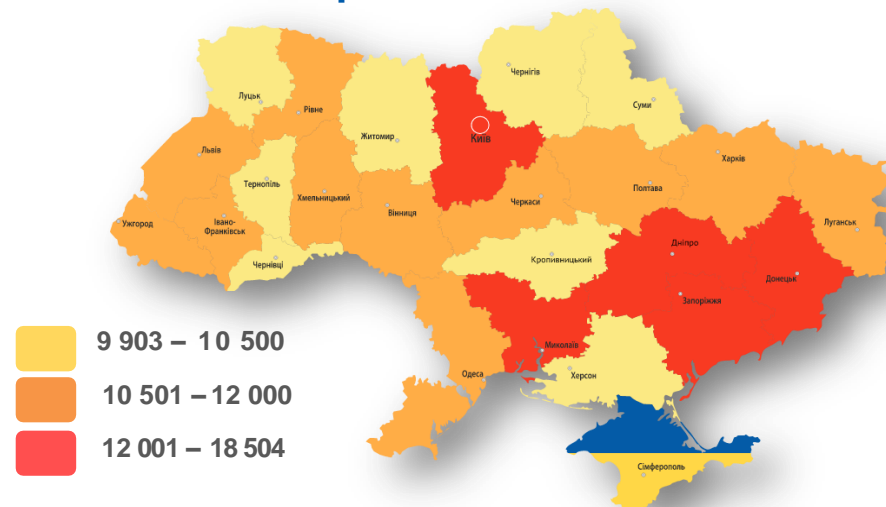 Чернігів
Луцьк
Рівне
Суми
Житомир
Київ
Львів
Харків
Тернопіль
Полтава
Хмельницький
Вінниця
Черкаси
Ужгород
Івано-
Франківськ
Луганськ
Чернівці
Кропивницький
Дніпро
Донецьк
Запоріжжя
9 903 – 10 500
Миколаїв
Одеса
Херсон
10 501 – 12 000
12 001 – 18 504
Сімферополь